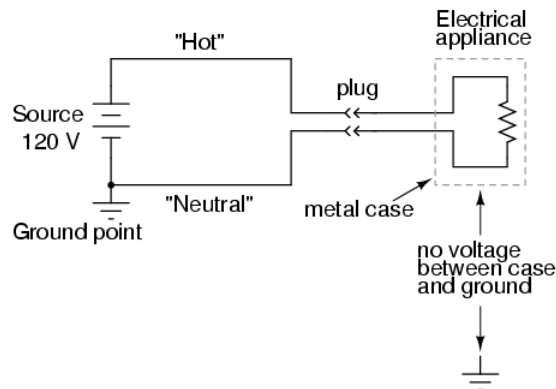 "Hot"
Electrical
appliance
plug
Source
120 V
"Neutral"
metal case
Ground point
no voltage
between case
and ground